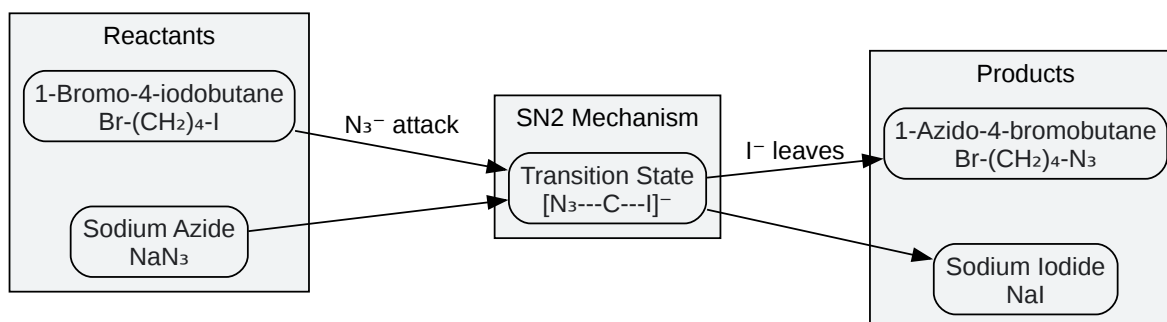 Reactants
1-Bromo-4-iodobutane
Br-(CH₂)₄-I
Sodium Azide
NaN₃
N₃⁻ attack
SN2 Mechanism
Transition State
[N₃---C---I]⁻
I⁻ leaves
Products
1-Azido-4-bromobutane
Br-(CH₂)₄-N₃
Sodium Iodide
NaI